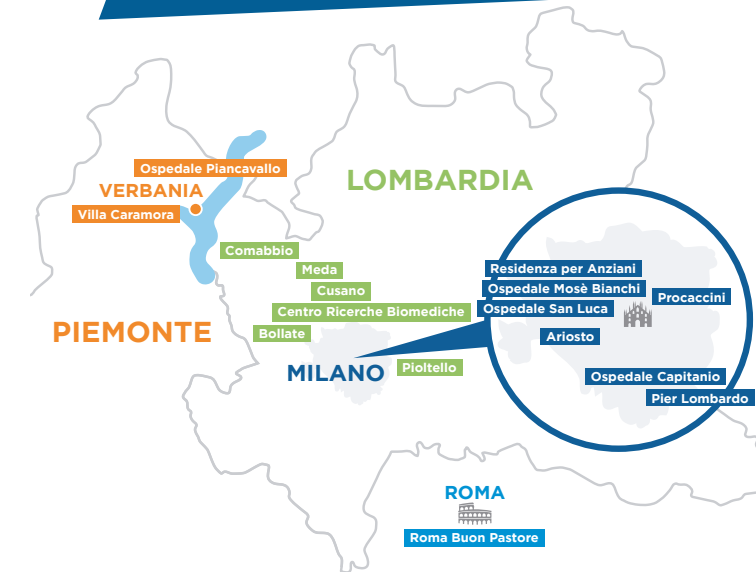 Ospedale Piancavallo
LOMBARDIA
VERBANIA
Villa Caramora
Comabbio
Meda
Cusano
Centro Ricerche Biomediche
Bollate
PIEMONTE
MILANO
Pioltello
Residenza per Anziani
Ospedale Mosè Bianchi
Procaccini
Ospedale San Luca
Ariosto
Ospedale Capitanio
Pier Lombardo
ROMA
Roma Buon Pastore